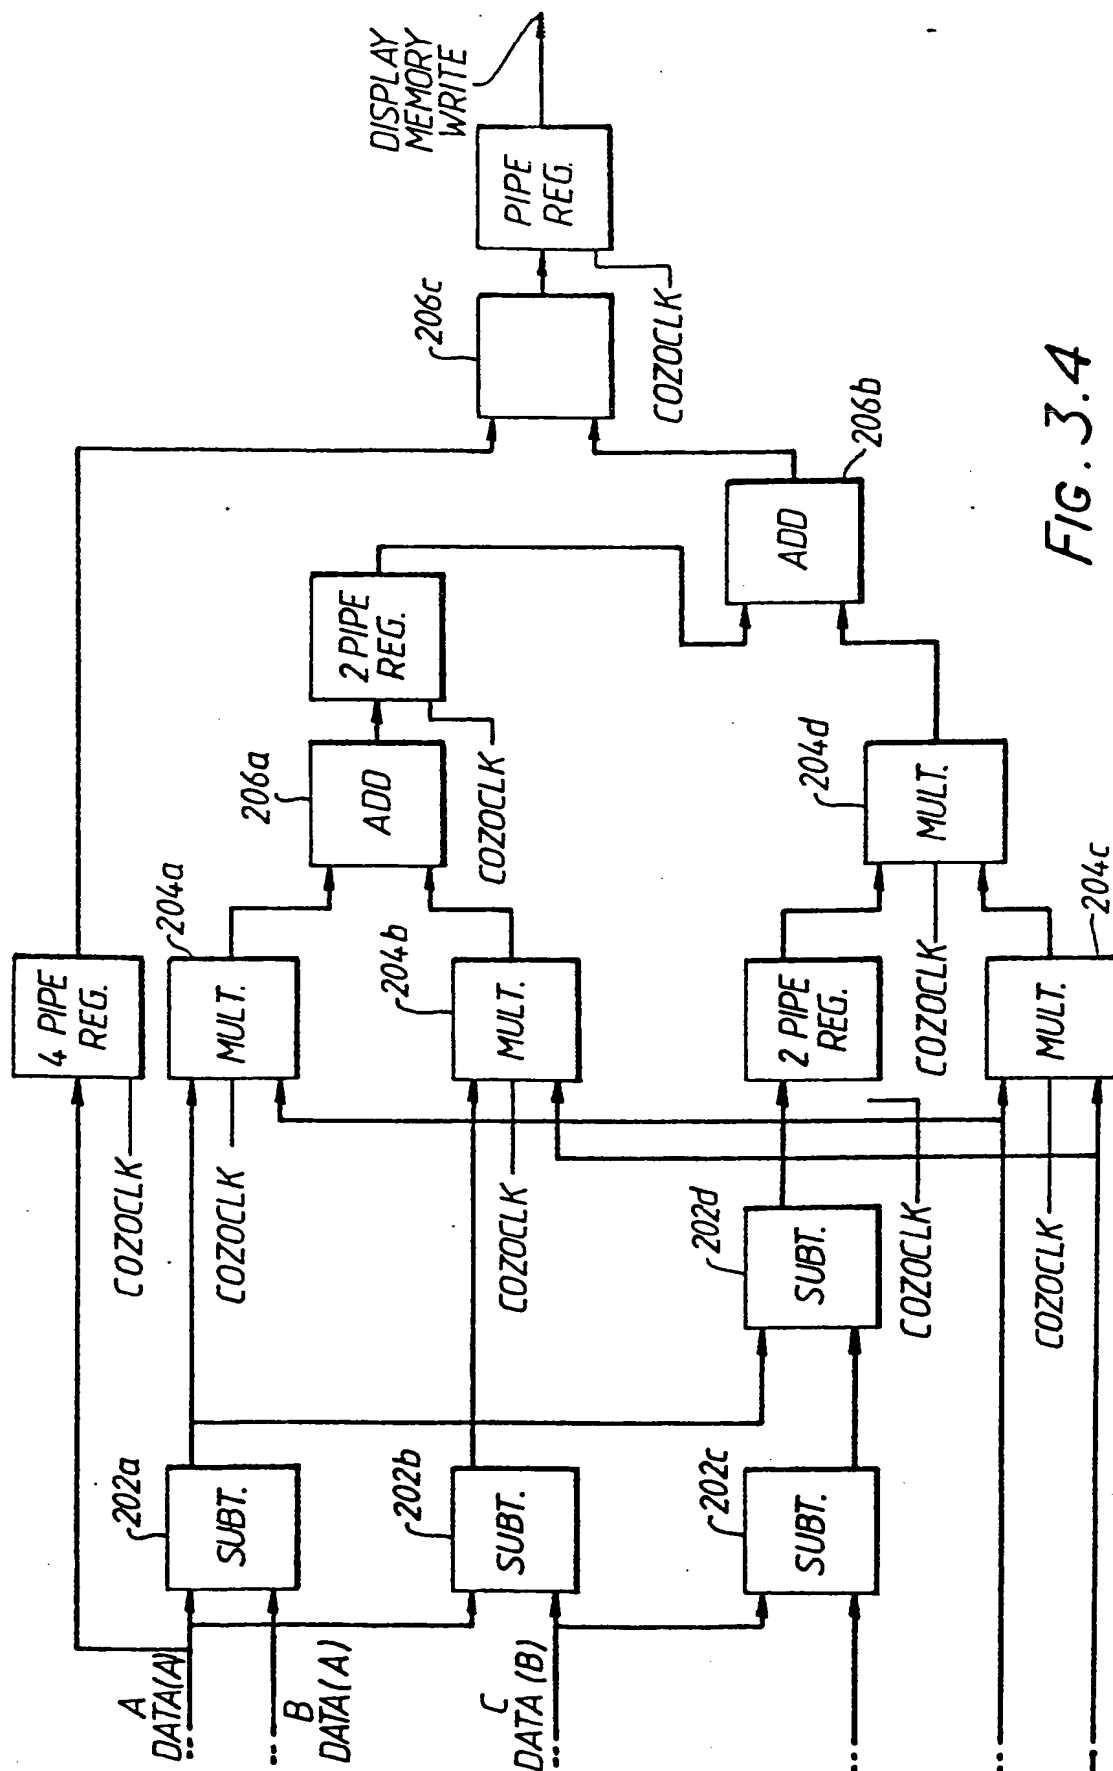 A
DATA(A)
B
DATA(A)
C
DATA(B)
202a
SUBT.
202b
SUBT.
202c
SUBT.
202d
SUBT.
COZOCLK
4 PIPE
REG.
COZOCLK
204a
MULT.
COZOCLK
204b
MULT.
COZOCLK
2 PIPE
REG.
COZOCLK
204c
MULT.
COZOCLK
204d
MULT.
206a
ADD
COZOCLK
2 PIPE
REG.
206b
ADD
206c
COZOCLK
PIPE
REG.
DISPLAY
MEMORY
WRITE
FIG. 3.4